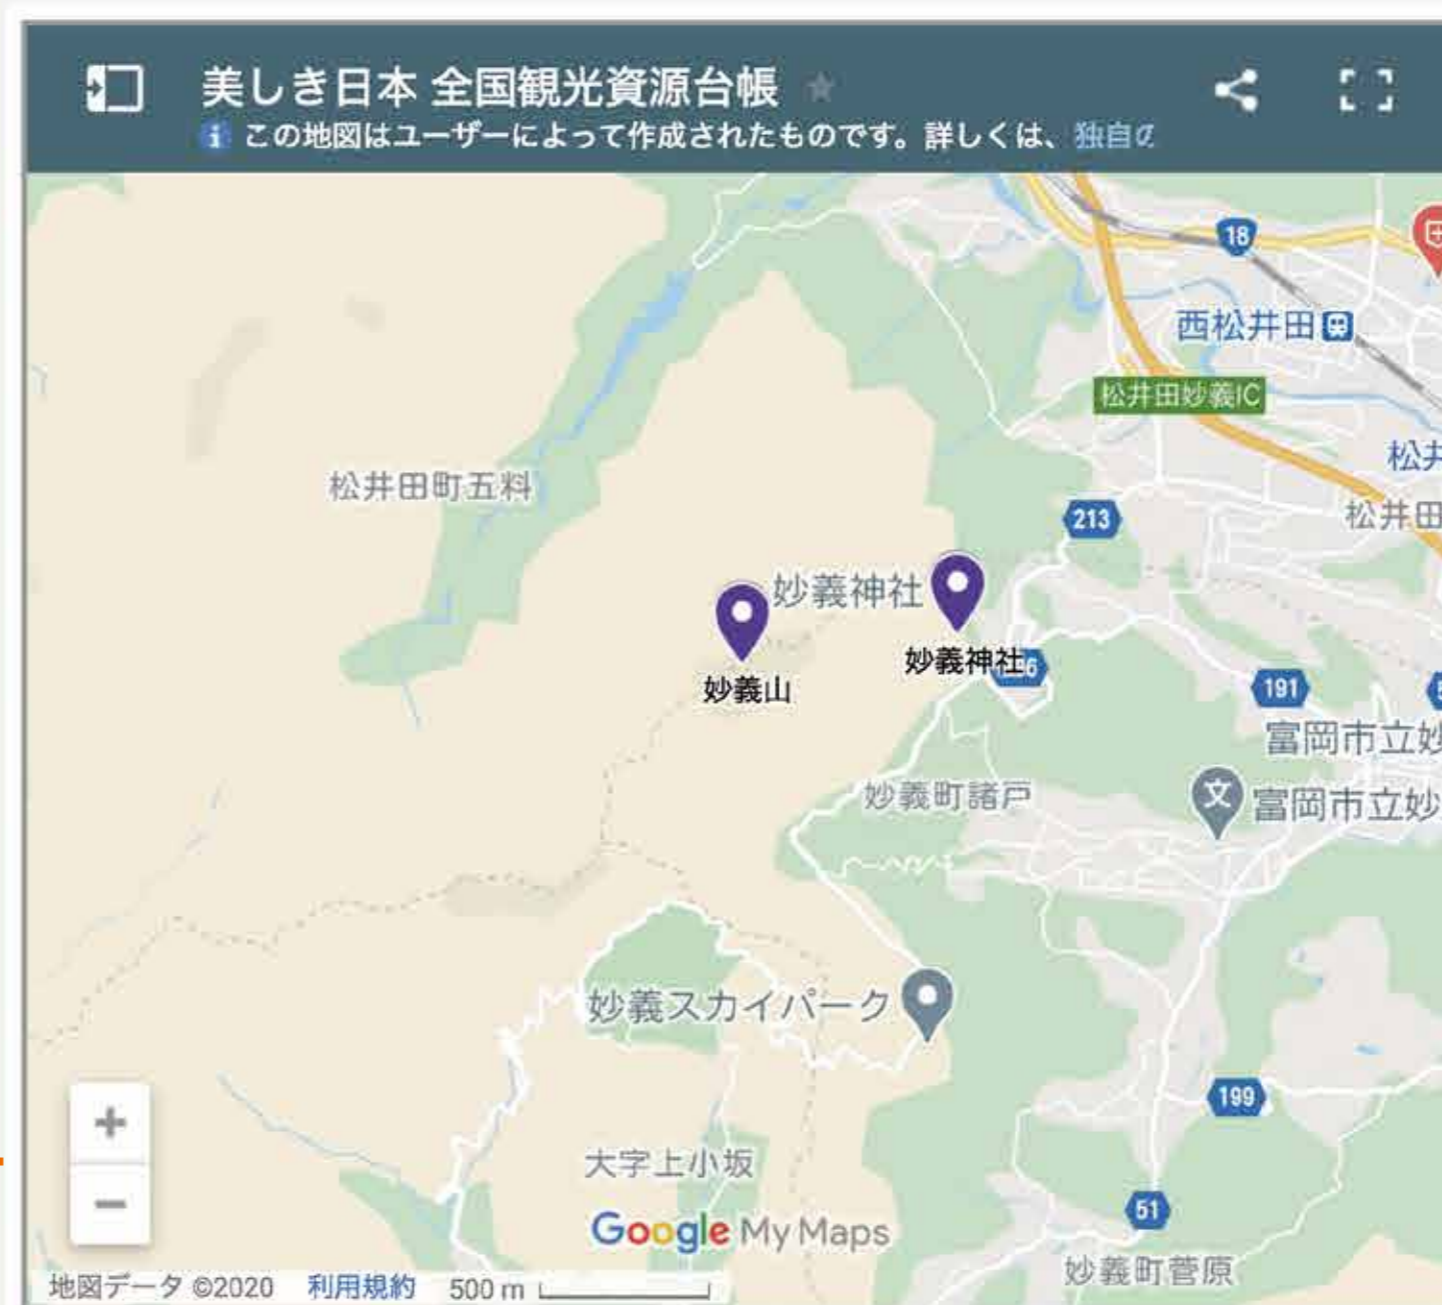 美しき日本 全国観光資源台帳
この地図はユーザーによって作成されたものです。詳しくは、独自の
18
西松井田
松井田妙義IC
松井
松井田町五料
213
松井田
妙義神社
妙義山
妙義神社
191
富岡市立妙
妙義町諸戸
文
富岡市立妙
妙義スカイパーク
199
大字上小坂
51
Google My Maps
妙義町菅原
地図データ ©2020 利用規約 500 m